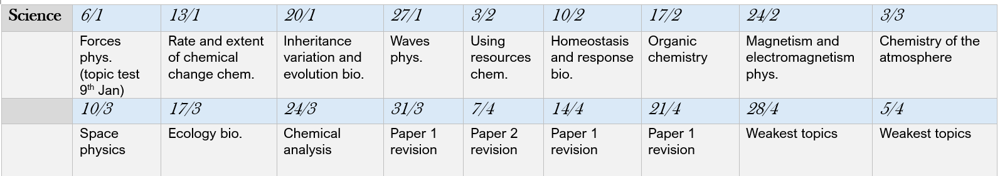 Science 6/1 13/1 20/1 27/1 3/2 10/2 17/2 24/2 3/3
Forces phys. (topic test 9th Jan)
Rate and extent of chemical change chem.
Inheritance variation and evolution bio.
Waves phys.
Using resources chem.
Homeostasis and response bio.
Organic chemistry
Magnetism and electromagnetism phys.
Chemistry of the atmosphere
10/3 17/3 24/3 31/3 7/4 14/4 21/4 28/4 5/4
Space physics
Ecology bio.
Chemical analysis
Paper 1 revision
Paper 2 revision
Paper 1 revision
Paper 1 revision
Weakest topics
Weakest topics